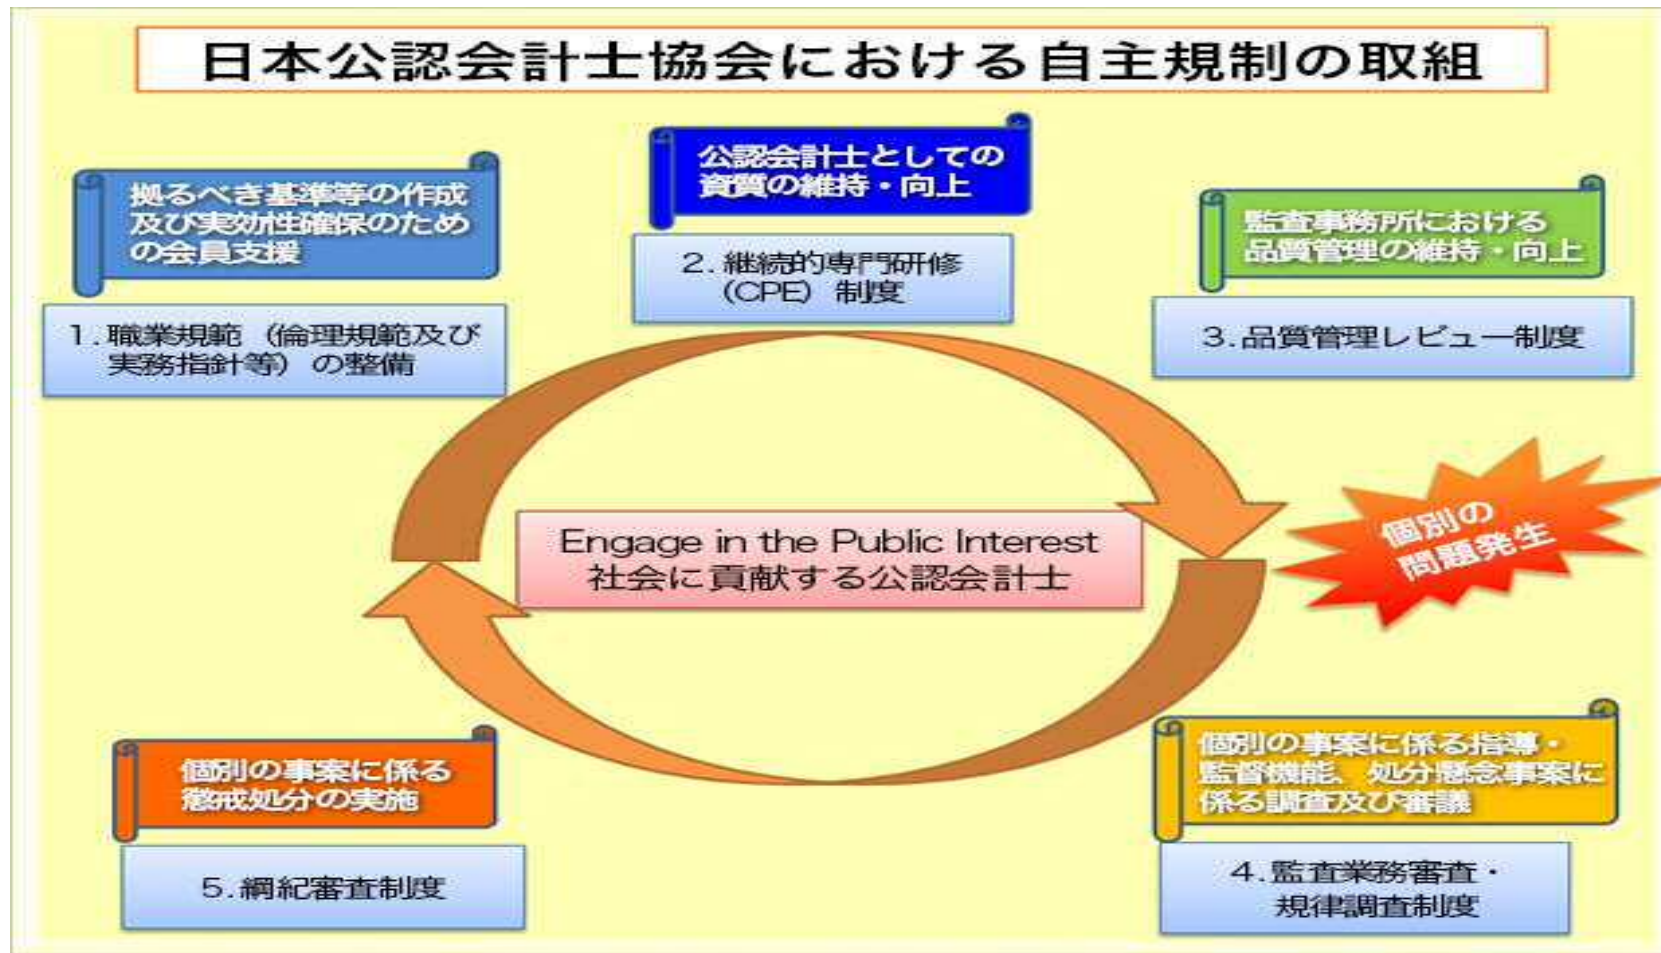 日本公認会計士協会における自主規制の取組
拠るべき基準等の作成
及び実効性確保のため
の会員支援
1.職業規範（倫理規範及び
実務指針等）の整備
公認会計士としての
資質の維持・向上
2.継続的専門研修
（CPE）制度
監査事務所における
品質管理の維持・向上
3.品質管理レビュー制度
個別の
問題発生
Engage in the Public Interest
社会に貢献する公認会計士
個別の事案に係る指導・
監督機能、処分懸念事案に
係る調査及び審議
4.監査業務審査・
規律調査制度
個別の事案に係る
懲戒処分の実施
5.綱紀審査制度